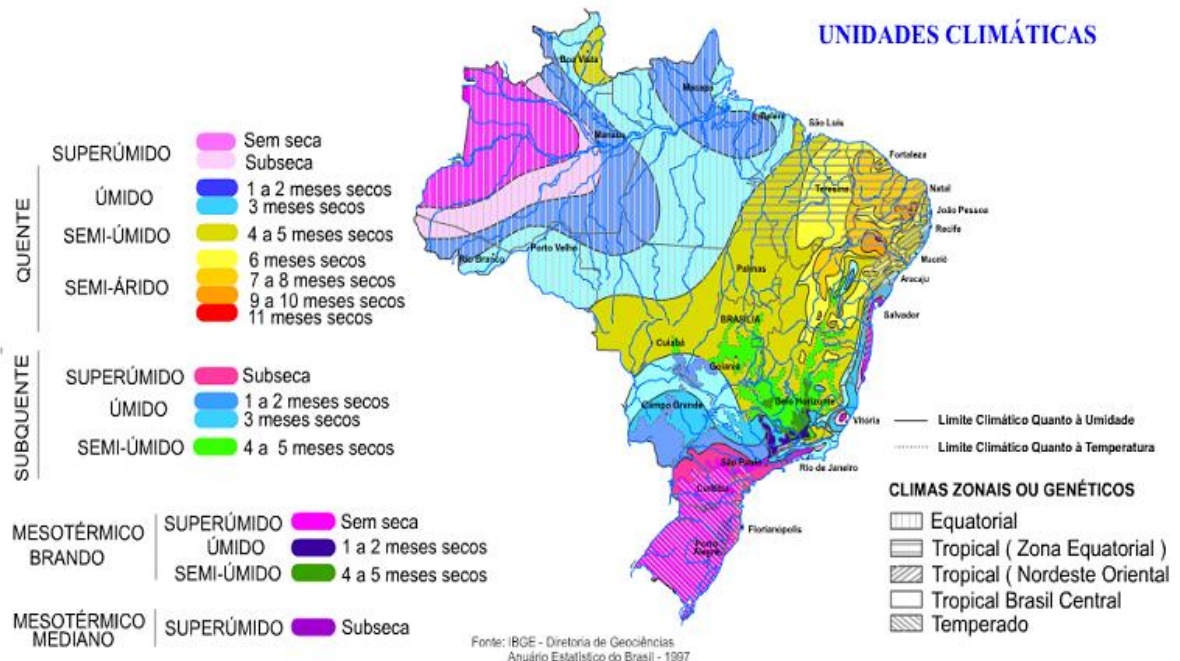 UNIDADES CLIMÁTICAS
QUENTE
SUPERÚMIDO
Sem seca
Subseca
ÚMIDO
1 a 2 meses secos
3 meses secos
SEMI-ÚMIDO
4 a 5 meses secos
SEMI-ÁRIDO
6 meses secos
7 a 8 meses secos
9 a 10 meses secos
11 meses secos
SUBQUENTE
SUPERÚMIDO
Subseca
ÚMIDO
1 a 2 meses secos
3 meses secos
SEMI-ÚMIDO
4 a 5 meses secos
MESOTÉRMICO
BRANDO
SUPERÚMIDO
Sem seca
ÚMIDO
1 a 2 meses secos
SEMI-ÚMIDO
4 a 5 meses secos
MESOTÉRMICO
MEDIANO
SUPERÚMIDO
Subseca
Boa Vista
Macapá
Manaus
Belém
São Luís
Fortaleza
Teresina
Natal
João Pessoa
Recife
Maceió
Aracaju
Salvador
Porto Velho
Rio Branco
Palmas
BRASÍLIA
Cuiabá
Goiania
Campo Grande
Belo Horizonte
Vitoria
São Paulo
Rio de Janeiro
Curitiba
Florianópolis
Porto
Alegre
Limite Climático Quanto à Umidade
Limite Climático Quanto à Temperatura
CLIMAS ZONAIS OU GENÉTICOS
Equatorial
Tropical ( Zona Equatorial )
Tropical ( Nordeste Oriental
Tropical Brasil Central
Temperado
Fonte: IBGE - Diretoria de Geociências
Anuário Estatístico do Brasil - 1997